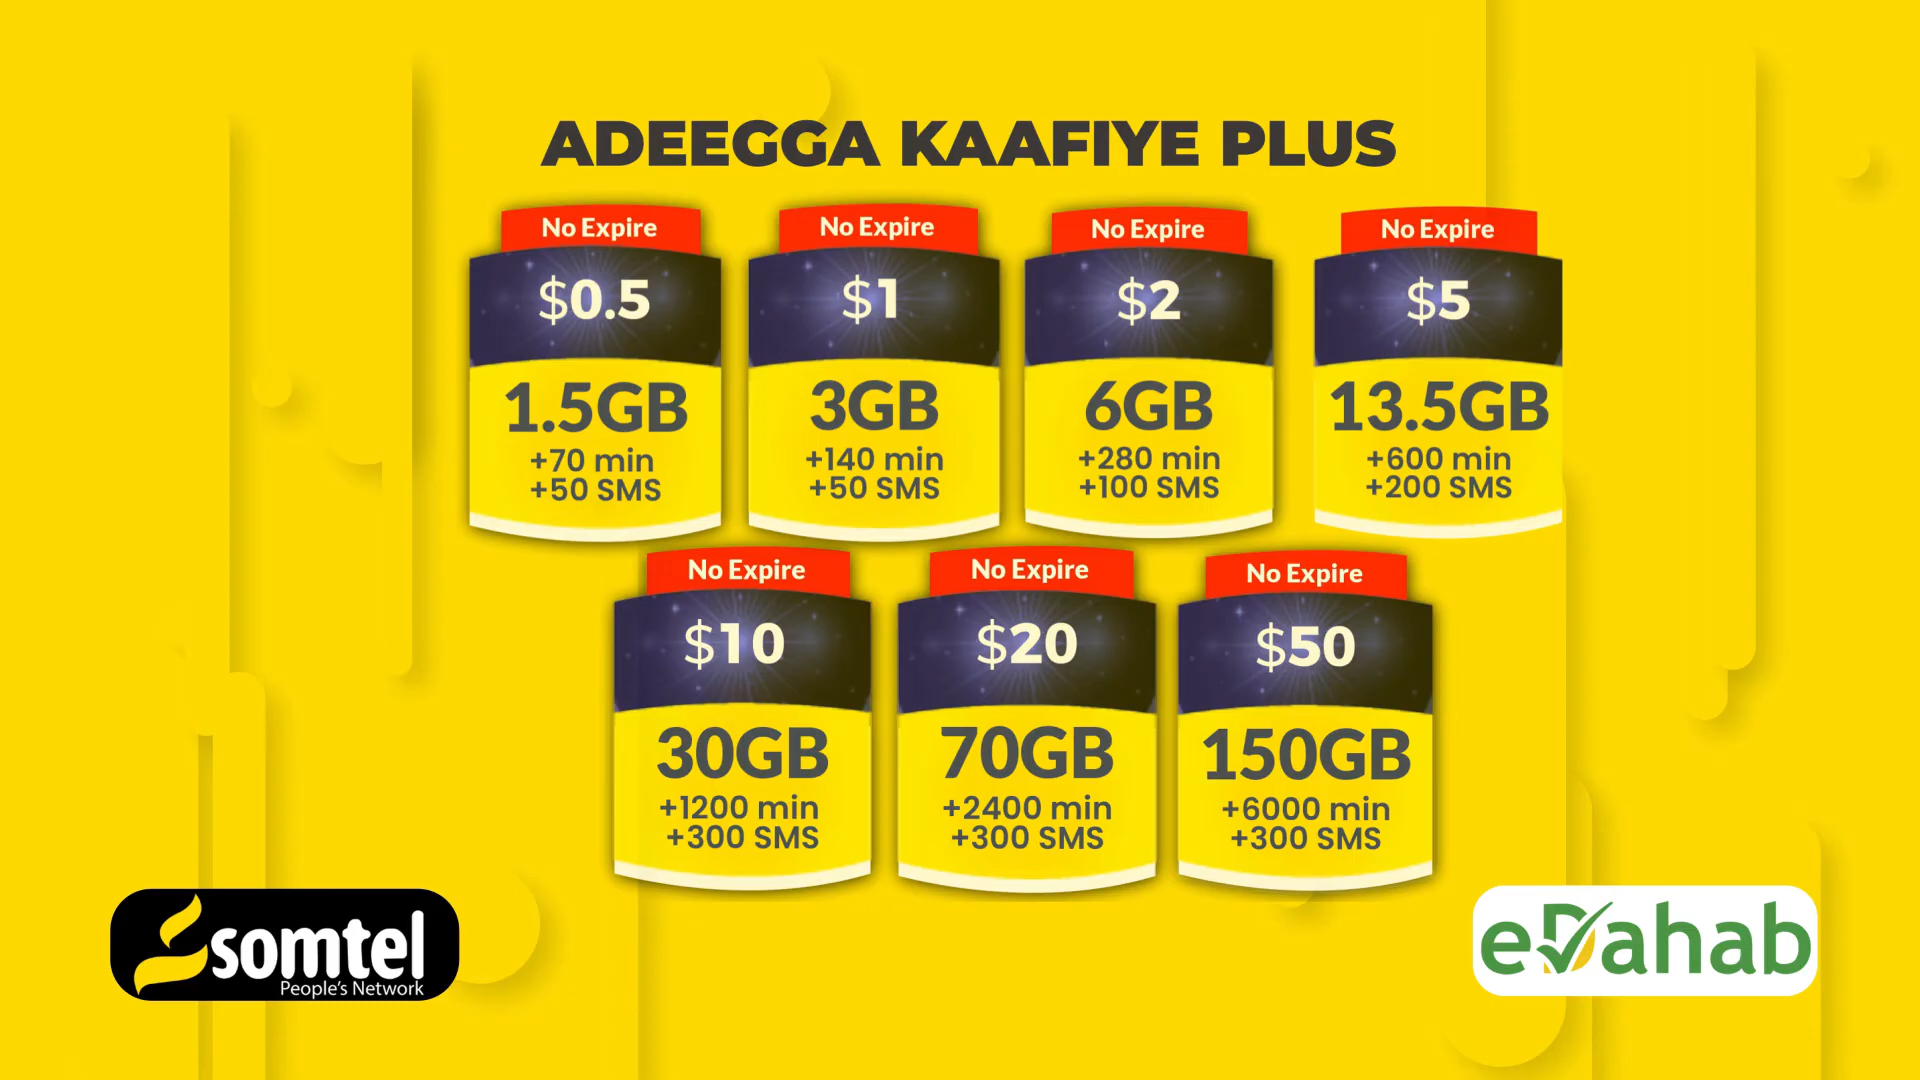 ADEEGGA KAAFIYE PLUS
No Expire
$0.5
1.5GB
+70 min
+50 SMS
No Expire
$1
3GB
+140 min
+50 SMS
No Expire
$2
6GB
+280 min
+100 SMS
No Expire
$5
13.5GB
+600 min
+200 SMS
No Expire
$10
30GB
+1200 min
+300 SMS
No Expire
$20
70GB
+2400 min
+300 SMS
No Expire
$50
150GB
+6000 min
+300 SMS
somtel
People's Network
eDahab